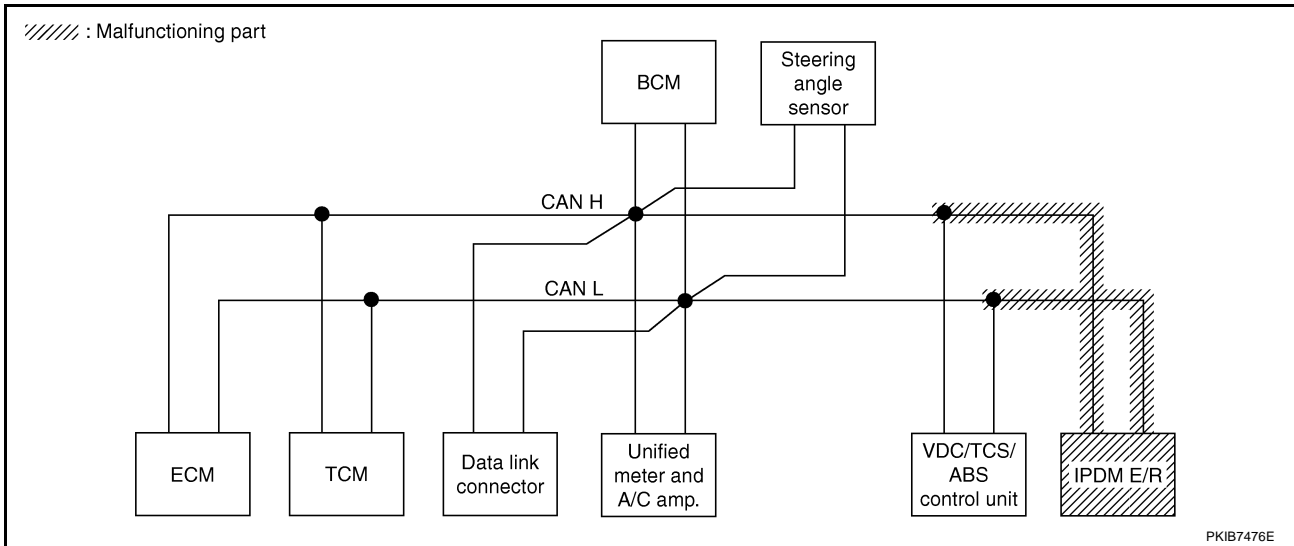 : Malfunctioning part
BCM
Steering
angle
sensor
CAN H
CAN L
ECM
TCM
Data link
connector
Unified
meter and
A/C amp.
VDC/TCS/
ABS
control unit
IPDM E/R
PKIB7476E